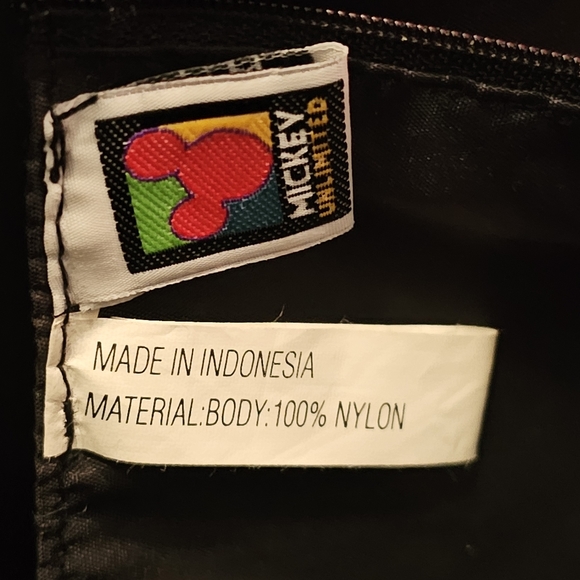 MICKEY
UNLIMITED
MADE IN INDONESIA
MATERIAL:BODY:100% NYLON